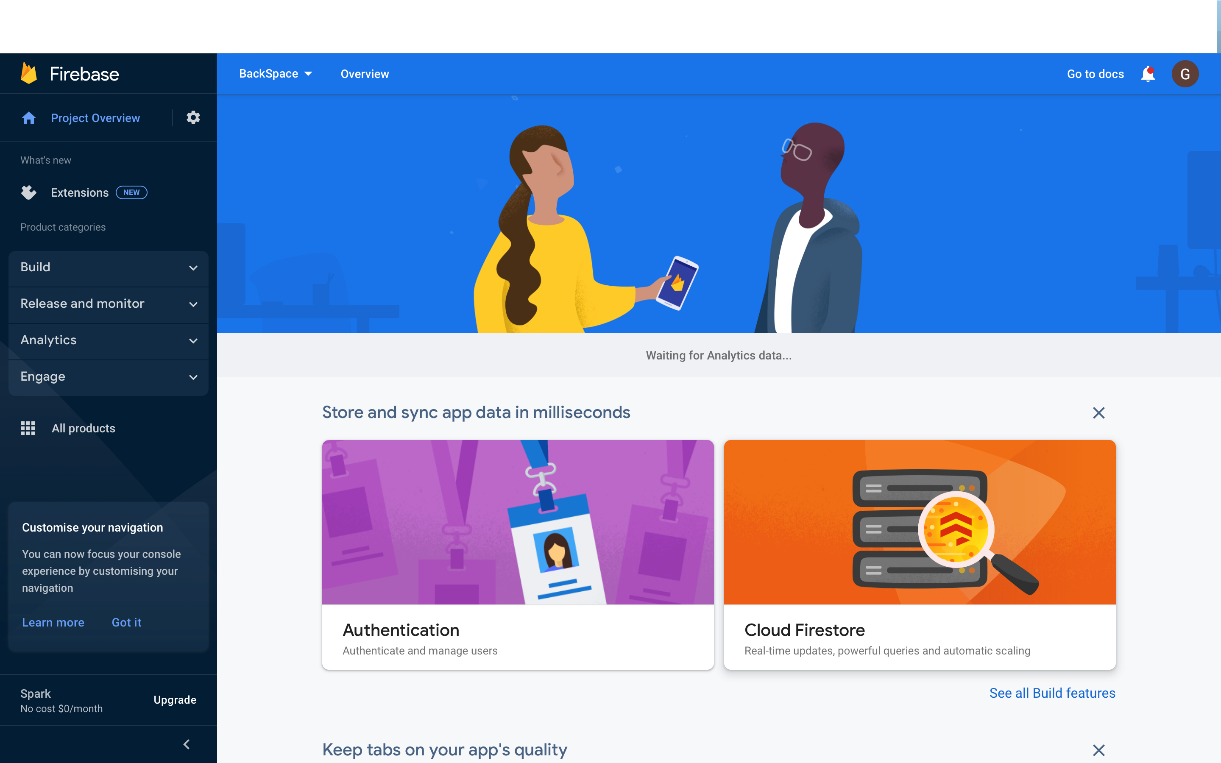 Firebase
BackSpace
Overview
Go to docs
G
Project Overview
What's new
Extensions NEW
Product categories
Build
Release and monitor
Analytics
Engage
All products
Customise your navigation
You can now focus your console
experience by customising your
navigation
Learn more
Got it
Spark
No cost $0/month
Upgrade
Waiting for Analytics data...
Store and sync app data in milliseconds
Authentication
Authenticate and manage users
Cloud Firestore
Real-time updates, powerful queries and automatic scaling
See all Build features
Keep tabs on your app's quality